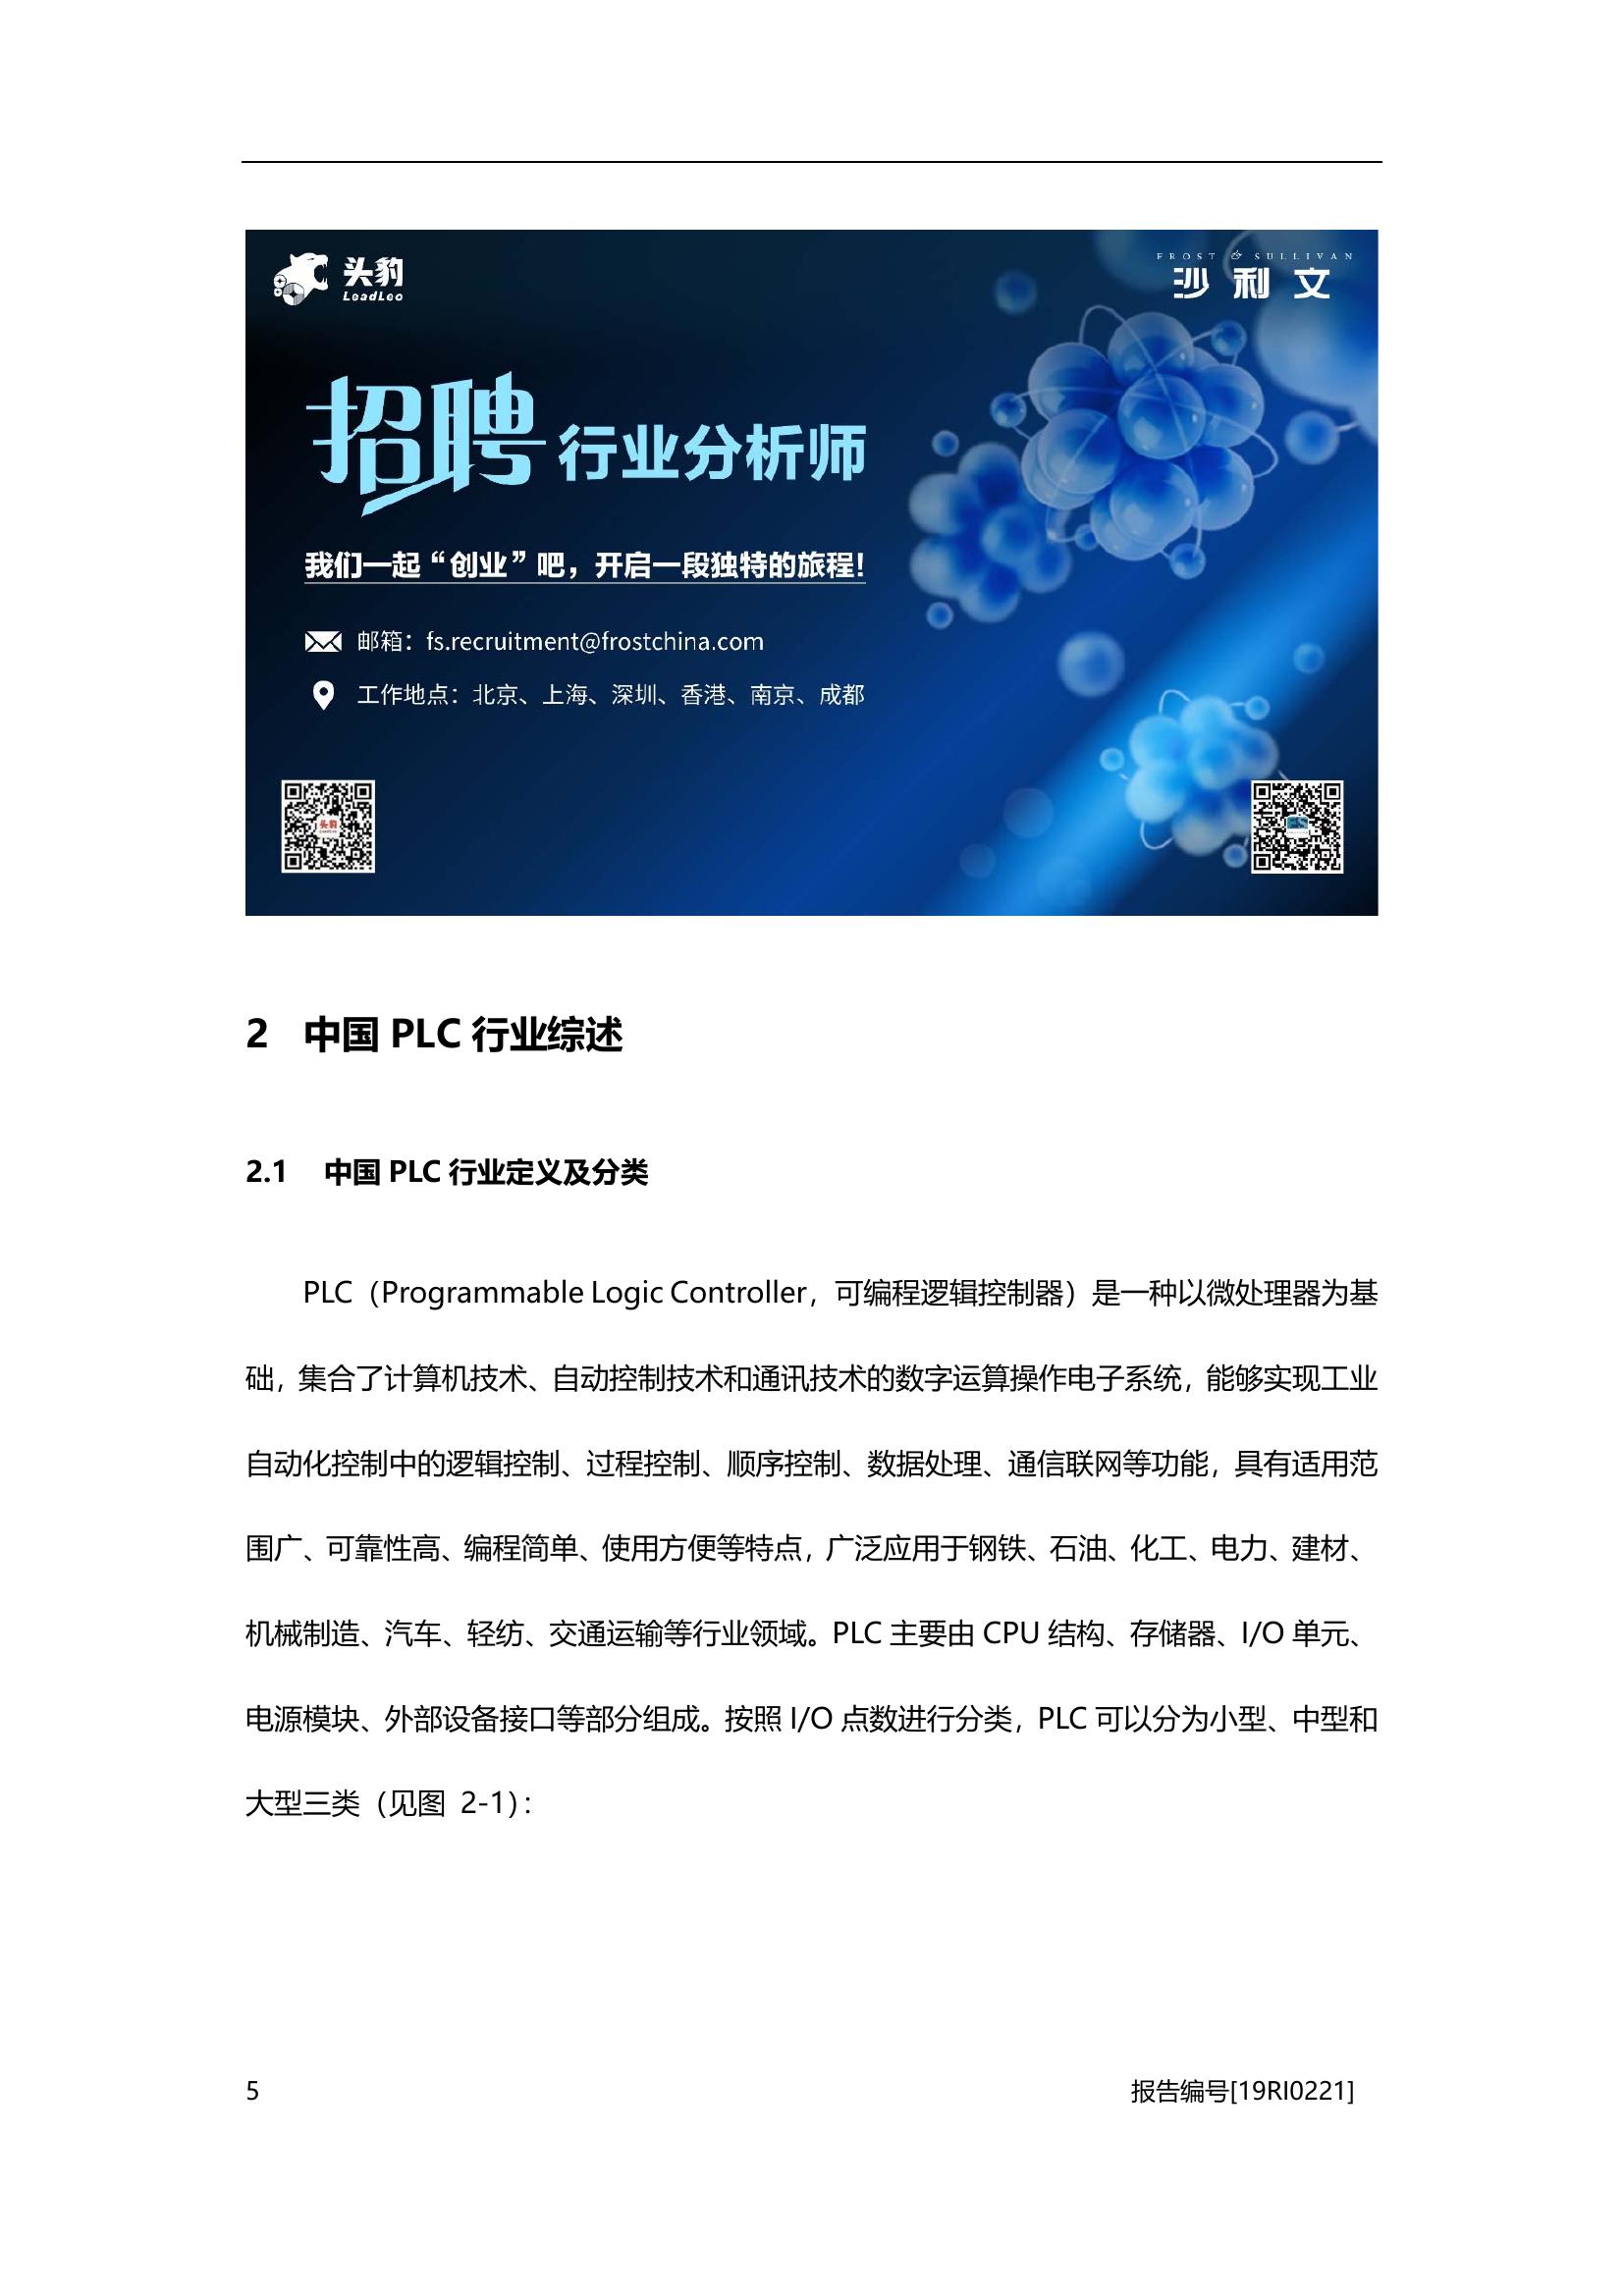 头豹
LeadLeo
FROST & SULLIVAN
沙利文
招聘 行业分析师
我们一起“创业”吧，开启一段独特的旅程！
邮箱：fs.recruitment@frostchina.com
工作地点：北京、上海、深圳、香港、南京、成都
头豹
2 中国 PLC 行业综述
2.1 中国 PLC 行业定义及分类
PLC（Programmable Logic Controller，可编程逻辑控制器）是一种以微处理器为基
础，集合了计算机技术、自动控制技术和通讯技术的数字运算操作电子系统，能够实现工业
自动化控制中的逻辑控制、过程控制、顺序控制、数据处理、通信联网等功能，具有适用范
围广、可靠性高、编程简单、使用方便等特点，广泛应用于钢铁、石油、化工、电力、建材、
机械制造、汽车、轻纺、交通运输等行业领域。PLC 主要由 CPU 结构、存储器、I/O 单元、
电源模块、外部设备接口等部分组成。按照 I/O 点数进行分类，PLC 可以分为小型、中型和
大型三类（见图 2-1）：
5 报告编号[19RI0221]